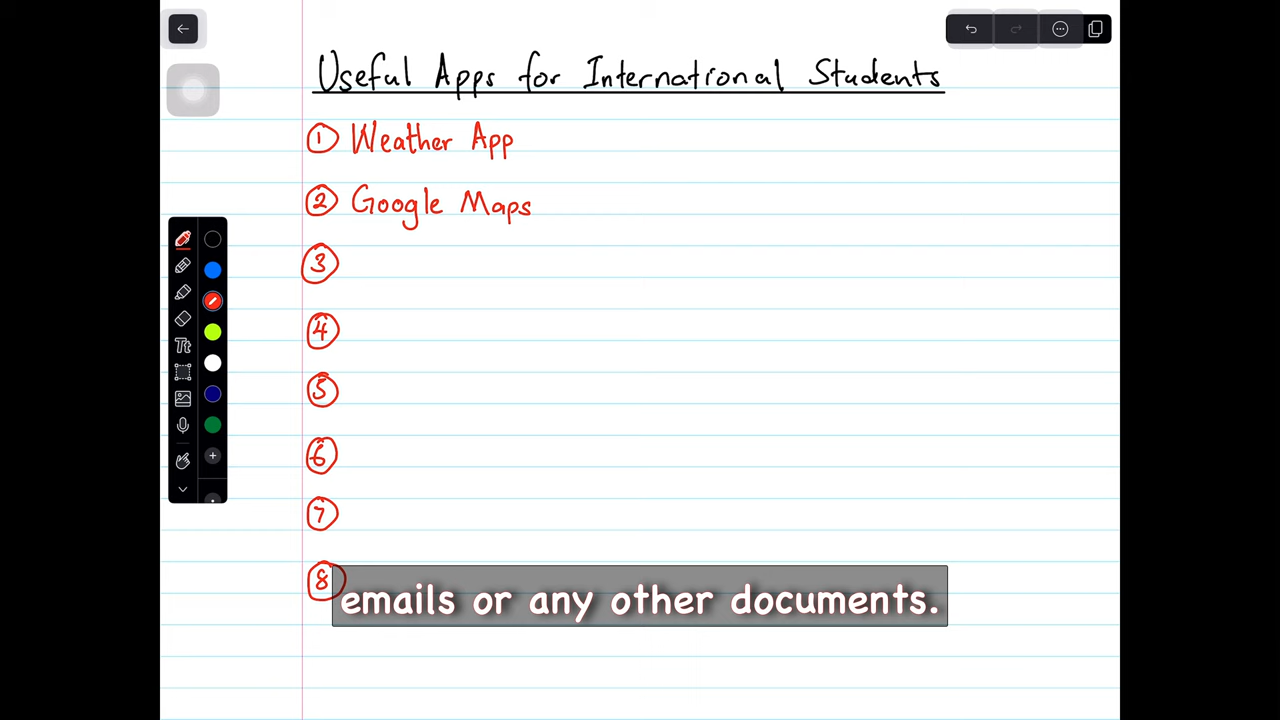 Useful Apps for International Students
① Weather App
② Google Maps
③
④
⑤
⑥
⑦
⑧
emails or any other documents.
Tt